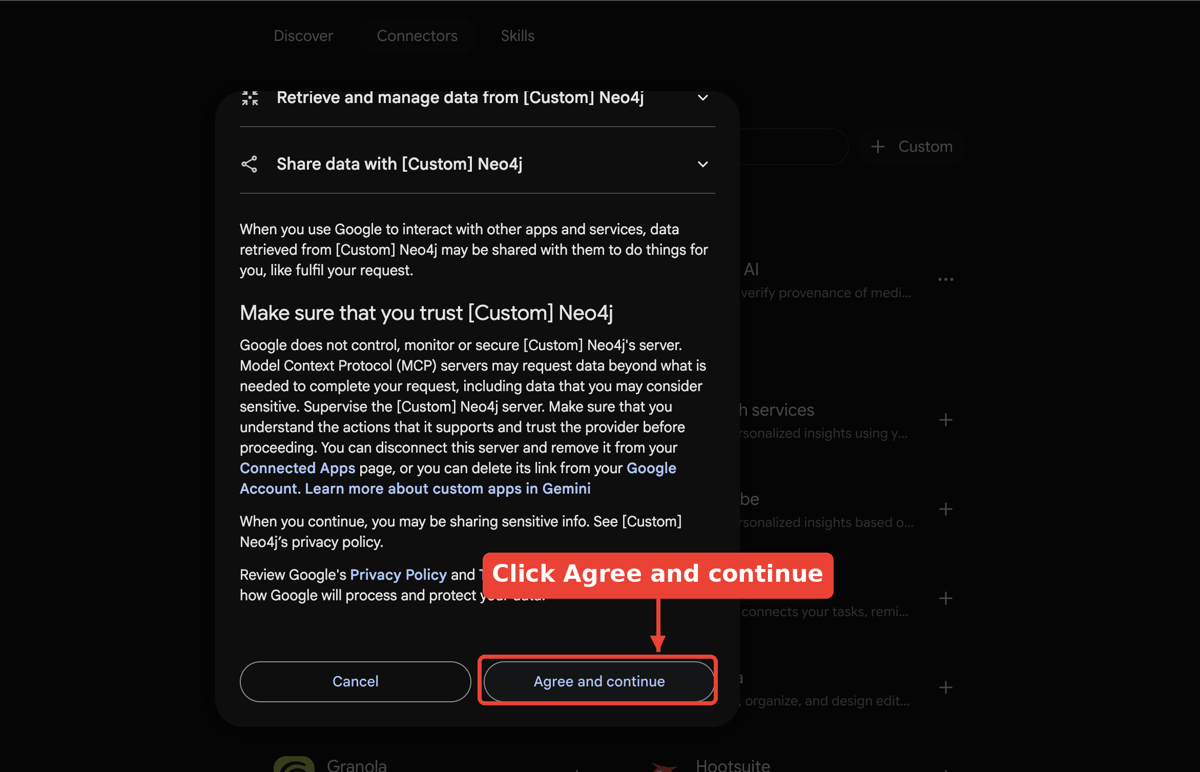 Discover Connectors Skills
Retrieve and manage data from [Custom] Neo4j
Custom
Share data with [Custom] Neo4j
When you use Google to interact with other apps and services, data
retrieved from [Custom] Neo4j may be shared with them to do things for
you, like fulfil your request.
AI
verify provenance of medi...
Make sure that you trust [Custom] Neo4j
Google does not control, monitor or secure [Custom] Neo4j's server.
Model Context Protocol (MCP) servers may request data beyond what is
needed to complete your request, including data that you may consider
sensitive. Supervise the [Custom] Neo4j server. Make sure that you
understand the actions that it supports and trust the provider before
proceeding. You can disconnect this server and remove it from your
Connected Apps page, or you can delete its link from your Google
Account. Learn more about custom apps in Gemini
services
insights using y...
When you continue, you may be sharing sensitive info. See [Custom]
Neo4j's privacy policy.
insights based o...
Review Google's Privacy Policy and
how Google will process and protect your data.
Click Agree and continue
connects your tasks, remi...
Cancel
Agree and continue
, organize, and design edit...
Granola
Hootsuite